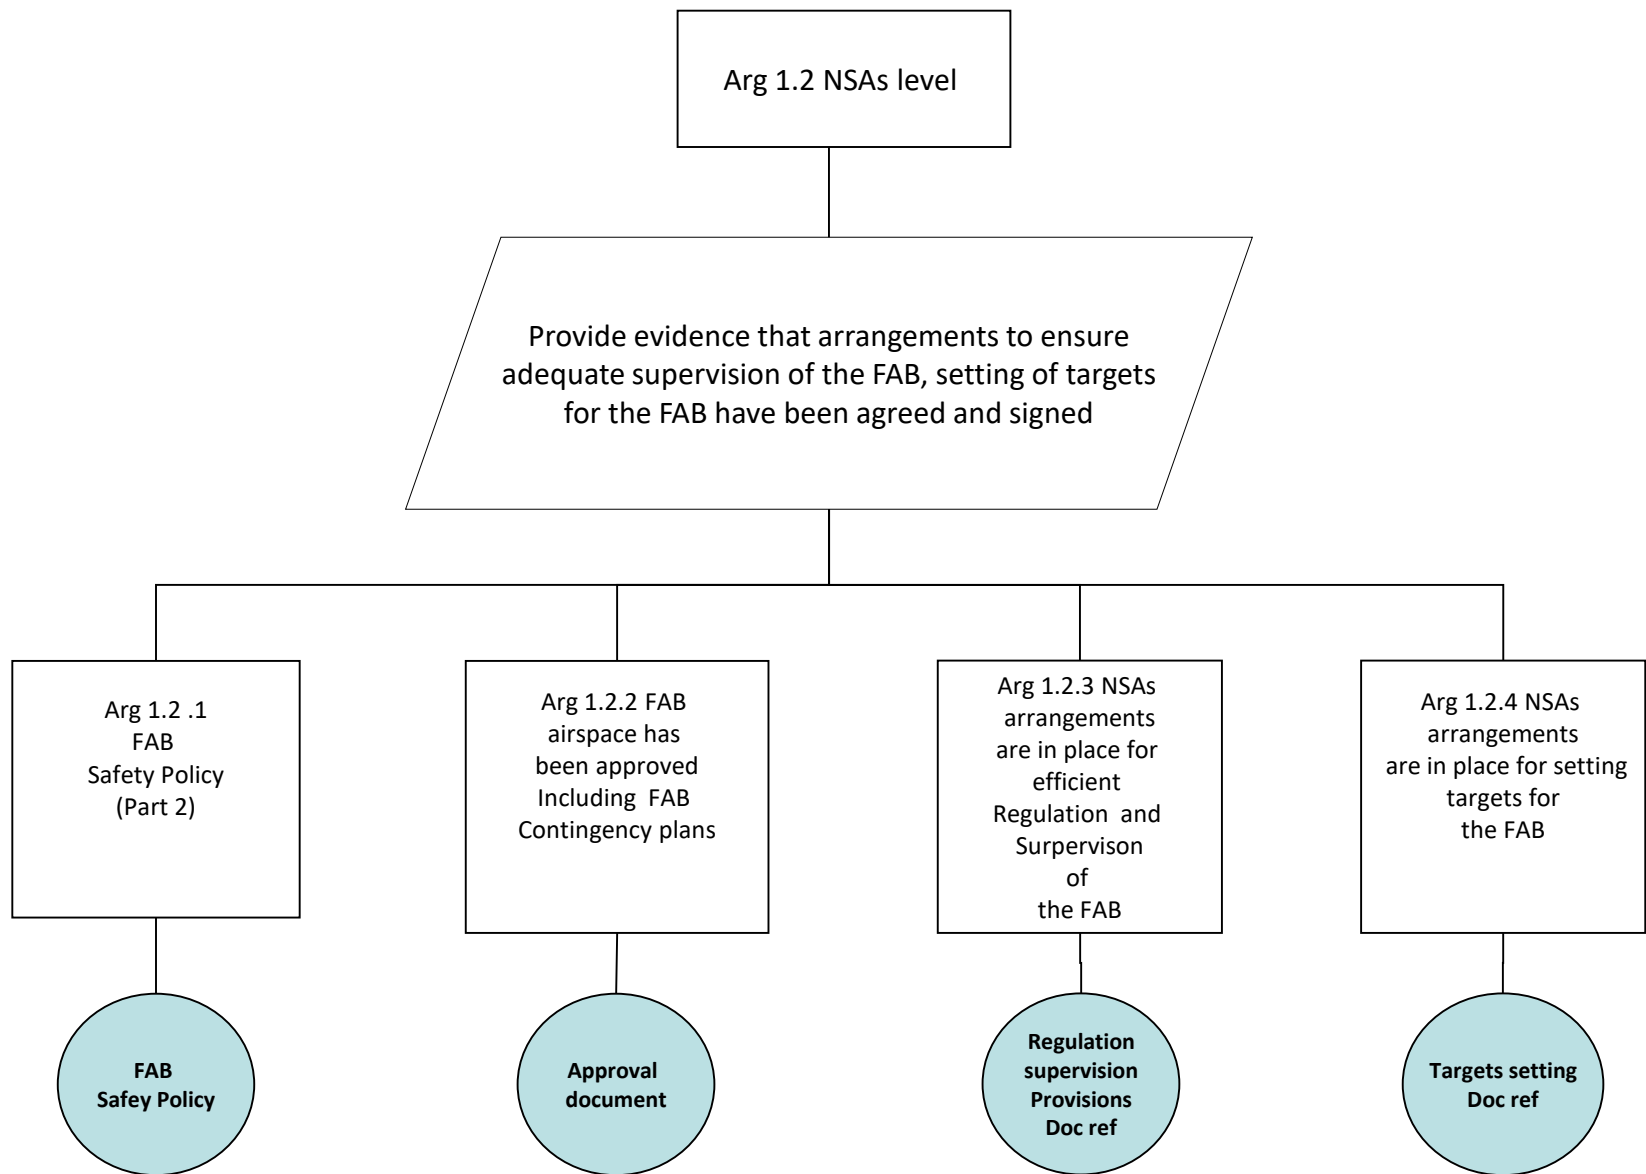 Arg 1.2 NSAs level
Provide evidence that arrangements to ensure
adequate supervision of the FAB, setting of targets
for the FAB have been agreed and signed
Arg 1.2 .1
FAB
Safety Policy
(Part 2)
Arg 1.2.2 FAB
airspace has
been approved
Including FAB
Contingency plans
Arg 1.2.3 NSAs
arrangements
are in place for
efficient
Regulation and
Surpervison
of
the FAB
Arg 1.2.4 NSAs
arrangements
are in place for setting
targets for
the FAB
FAB
Safey Policy
Approval
document
Regulation
supervision
Provisions
Doc ref
Targets setting
Doc ref